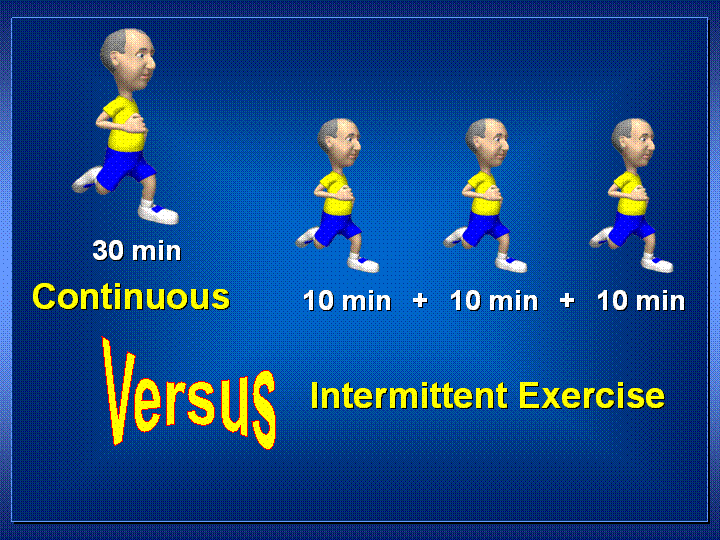 30 min
Continuous
10 min + 10 min + 10 min
Versus
Intermittent Exercise